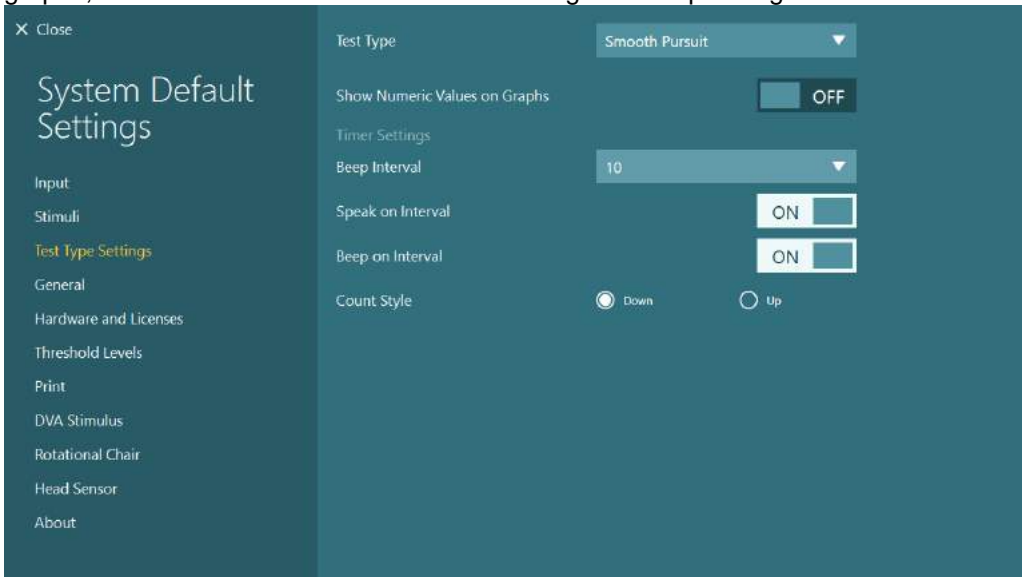 X Close
System Default
Settings
Input
Stimuli
Test Type Settings
General
Hardware and Licenses
Threshold Levels
Print
DVA Stimulus
Rotational Chair
Head Sensor
About
Test Type Smooth Pursuit
Show Numeric Values on Graphs OFF
Timer Settings
Beep Interval 10
Speak on Interval ON
Beep on Interval ON
Count Style Down Up